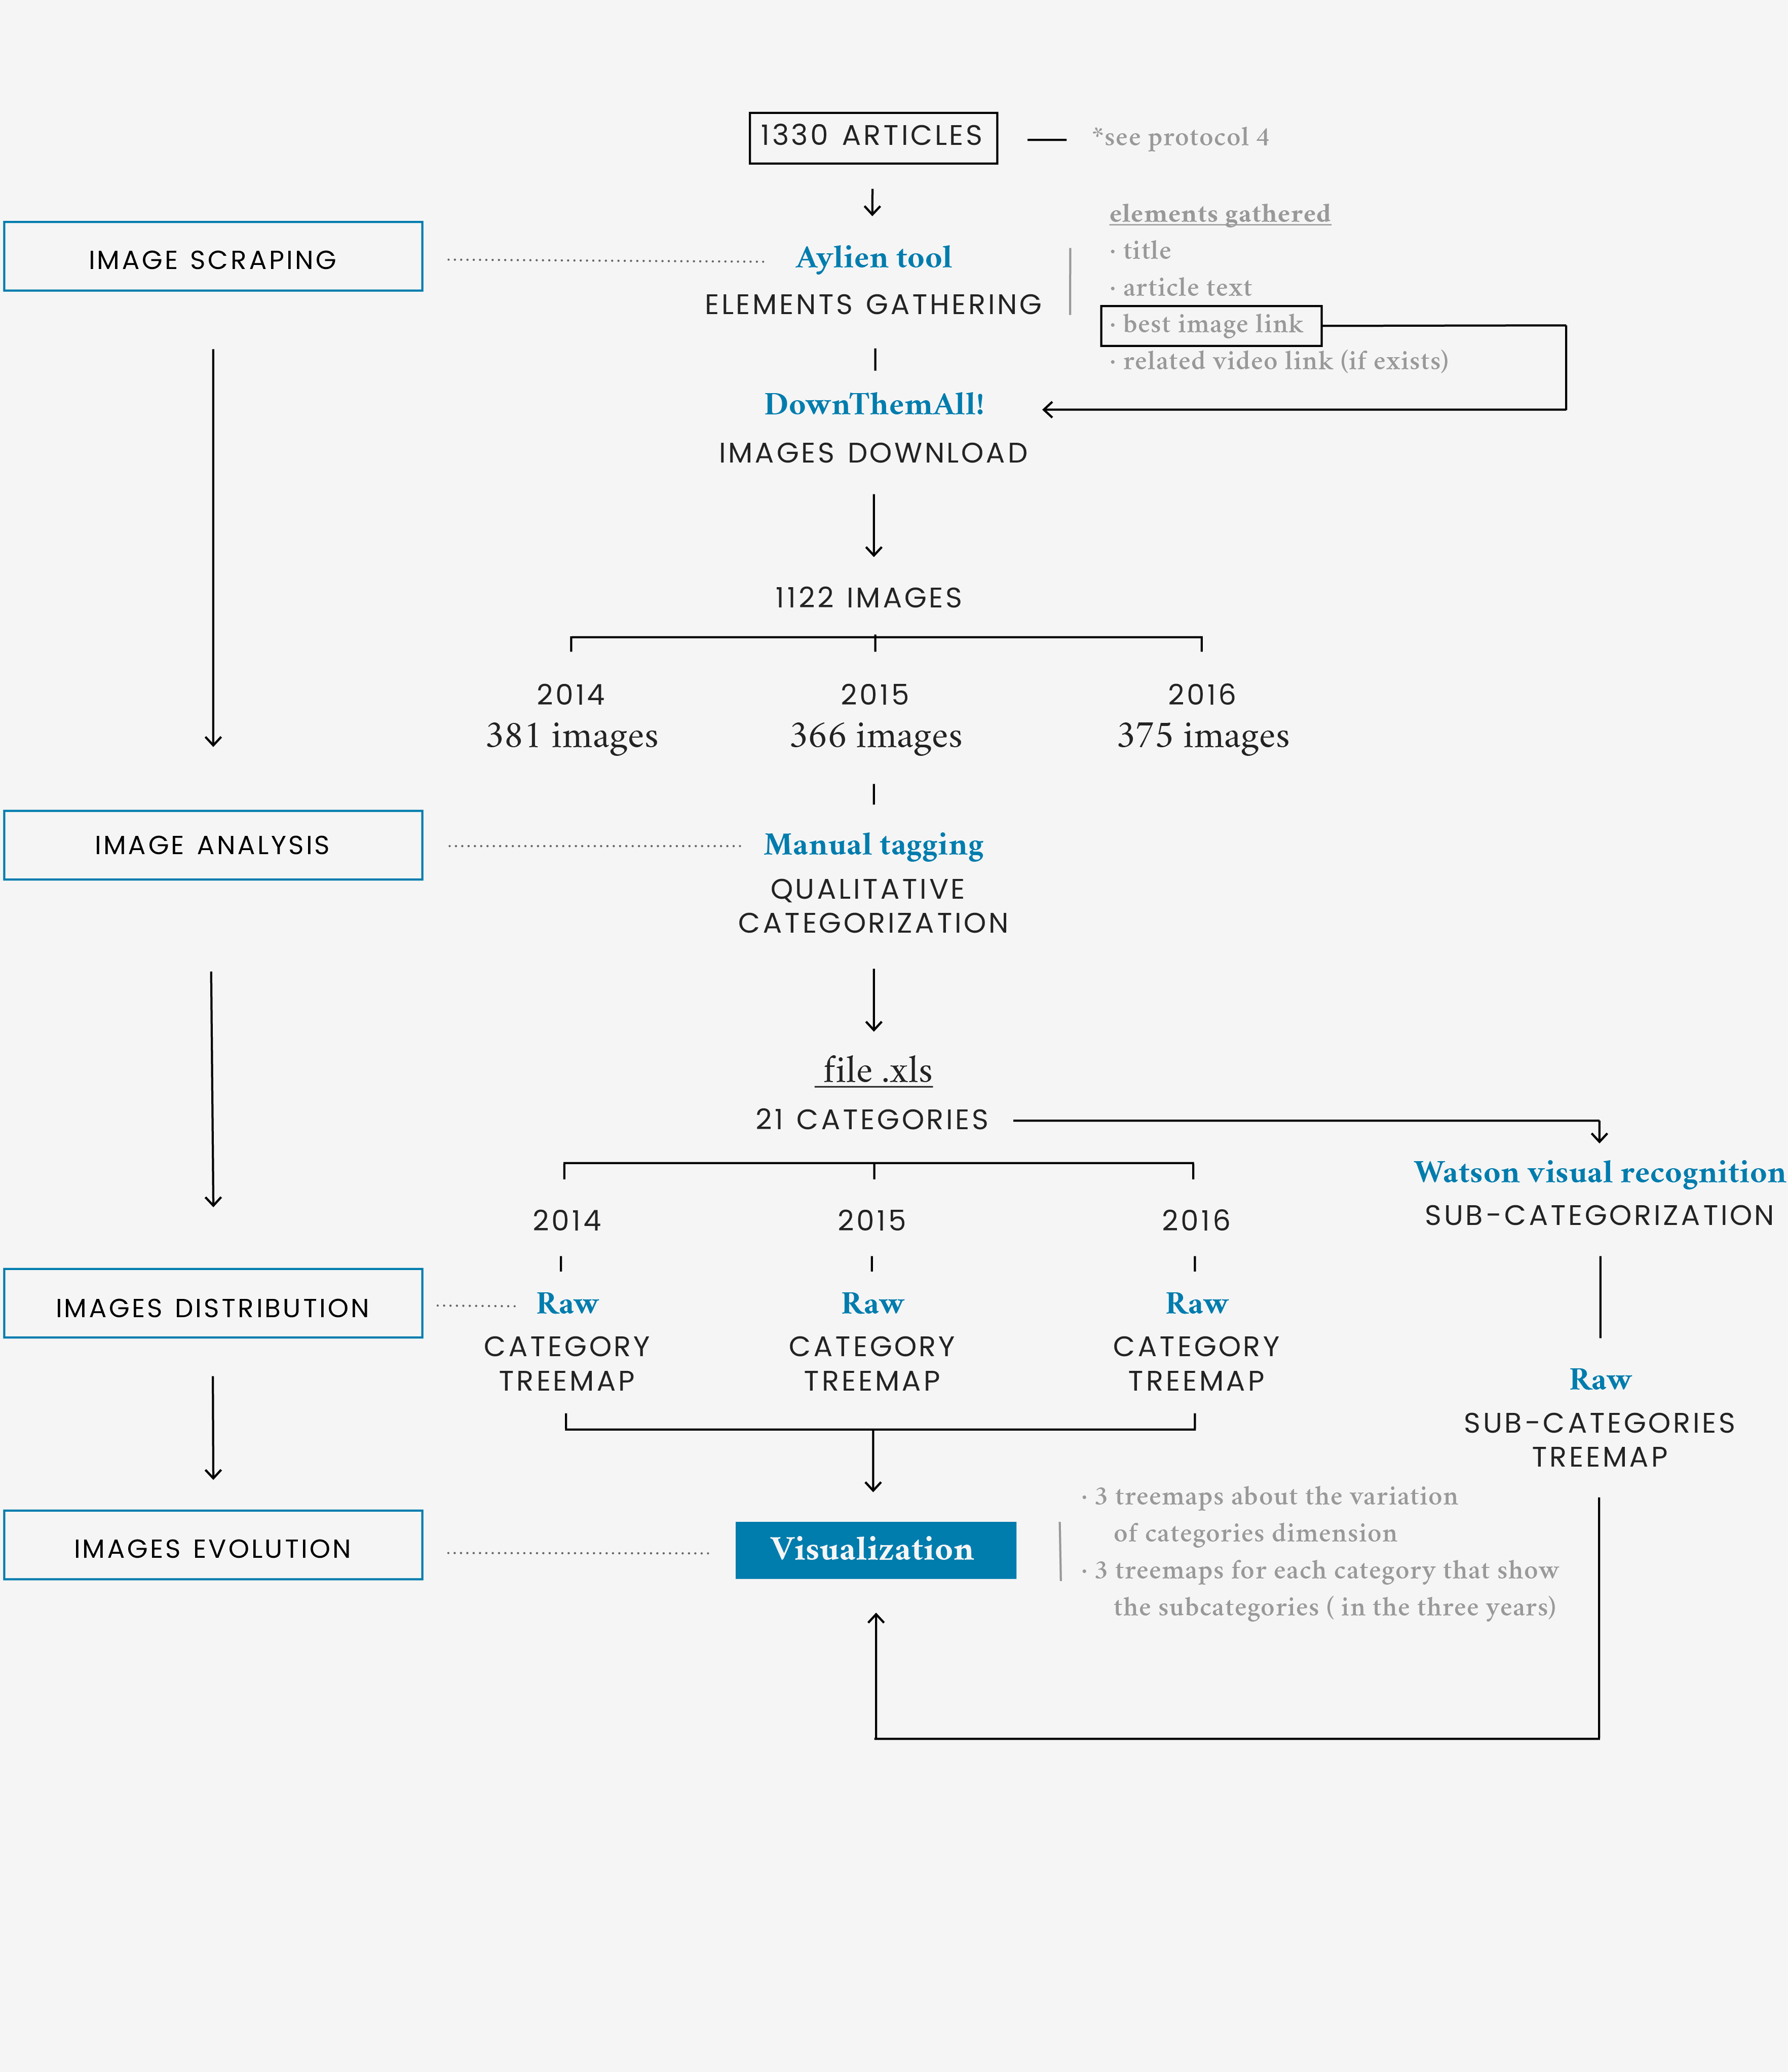 1330 ARTICLES
*see protocol 4
IMAGE SCRAPING
Aylien tool
ELEMENTS GATHERING
elements gathered
· title
· article text
· best image link
· related video link (if exists)
DownThemAll!
IMAGES DOWNLOAD
1122 IMAGES
2014
381 images
2015
366 images
2016
375 images
IMAGE ANALYSIS
Manual tagging
QUALITATIVE
CATEGORIZATION
file .xls
21 CATEGORIES
Watson visual recognition
SUB-CATEGORIZATION
2014
2015
2016
IMAGES DISTRIBUTION
Raw
CATEGORY
TREEMAP
Raw
CATEGORY
TREEMAP
Raw
CATEGORY
TREEMAP
Raw
SUB-CATEGORIES
TREEMAP
IMAGES EVOLUTION
Visualization
· 3 treemaps about the variation
of categories dimension
· 3 treemaps for each category that show
the subcategories ( in the three years)